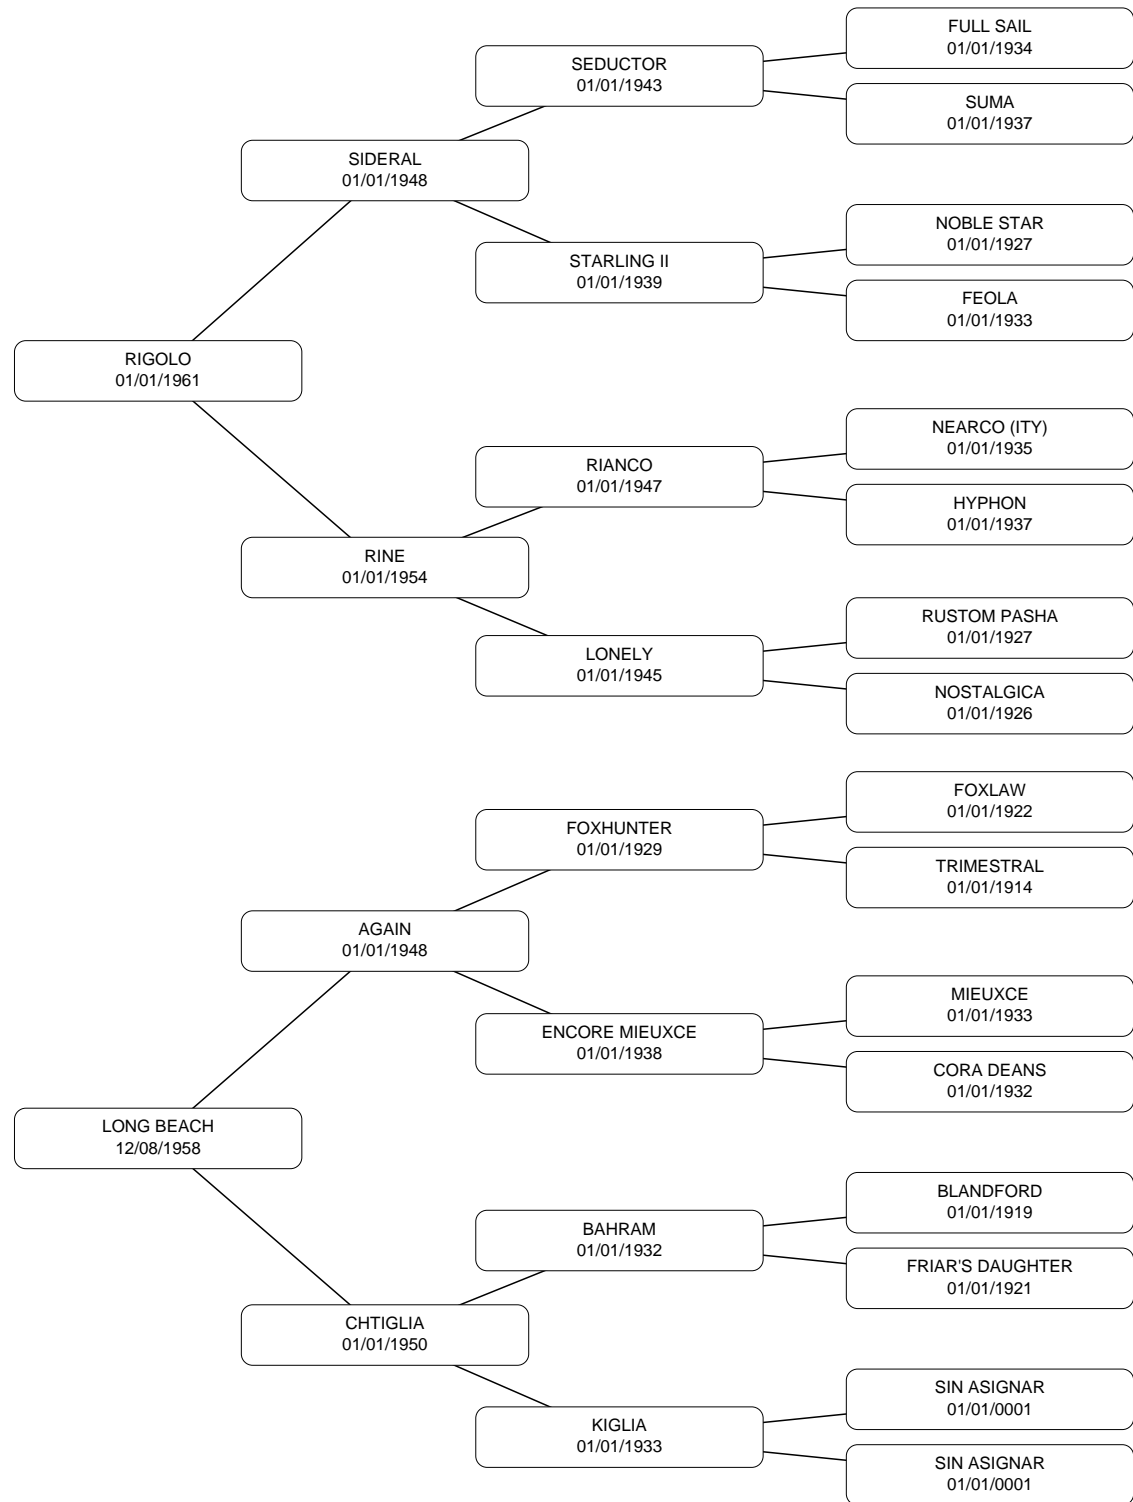 FULL SAIL
01/01/1934
SEDUCTOR
01/01/1943
SUMA
01/01/1937
SIDERAL
01/01/1948
NOBLE STAR
01/01/1927
STARLING II
01/01/1939
FEOLA
01/01/1933
RIGOLO
01/01/1961
NEARCO (ITY)
01/01/1935
RIANCO
01/01/1947
HYPHON
01/01/1937
RINE
01/01/1954
RUSTOM PASHA
01/01/1927
LONELY
01/01/1945
NOSTALGICA
01/01/1926
FOXLAW
01/01/1922
FOXHUNTER
01/01/1929
TRIMESTRAL
01/01/1914
AGAIN
01/01/1948
MIEUXCE
01/01/1933
ENCORE MIEUXCE
01/01/1938
CORA DEANS
01/01/1932
LONG BEACH
12/08/1958
BLANDFORD
01/01/1919
BAHRAM
01/01/1932
FRIAR'S DAUGHTER
01/01/1921
CHTIGLIA
01/01/1950
SIN ASIGNAR
01/01/0001
KIGLIA
01/01/1933
SIN ASIGNAR
01/01/0001